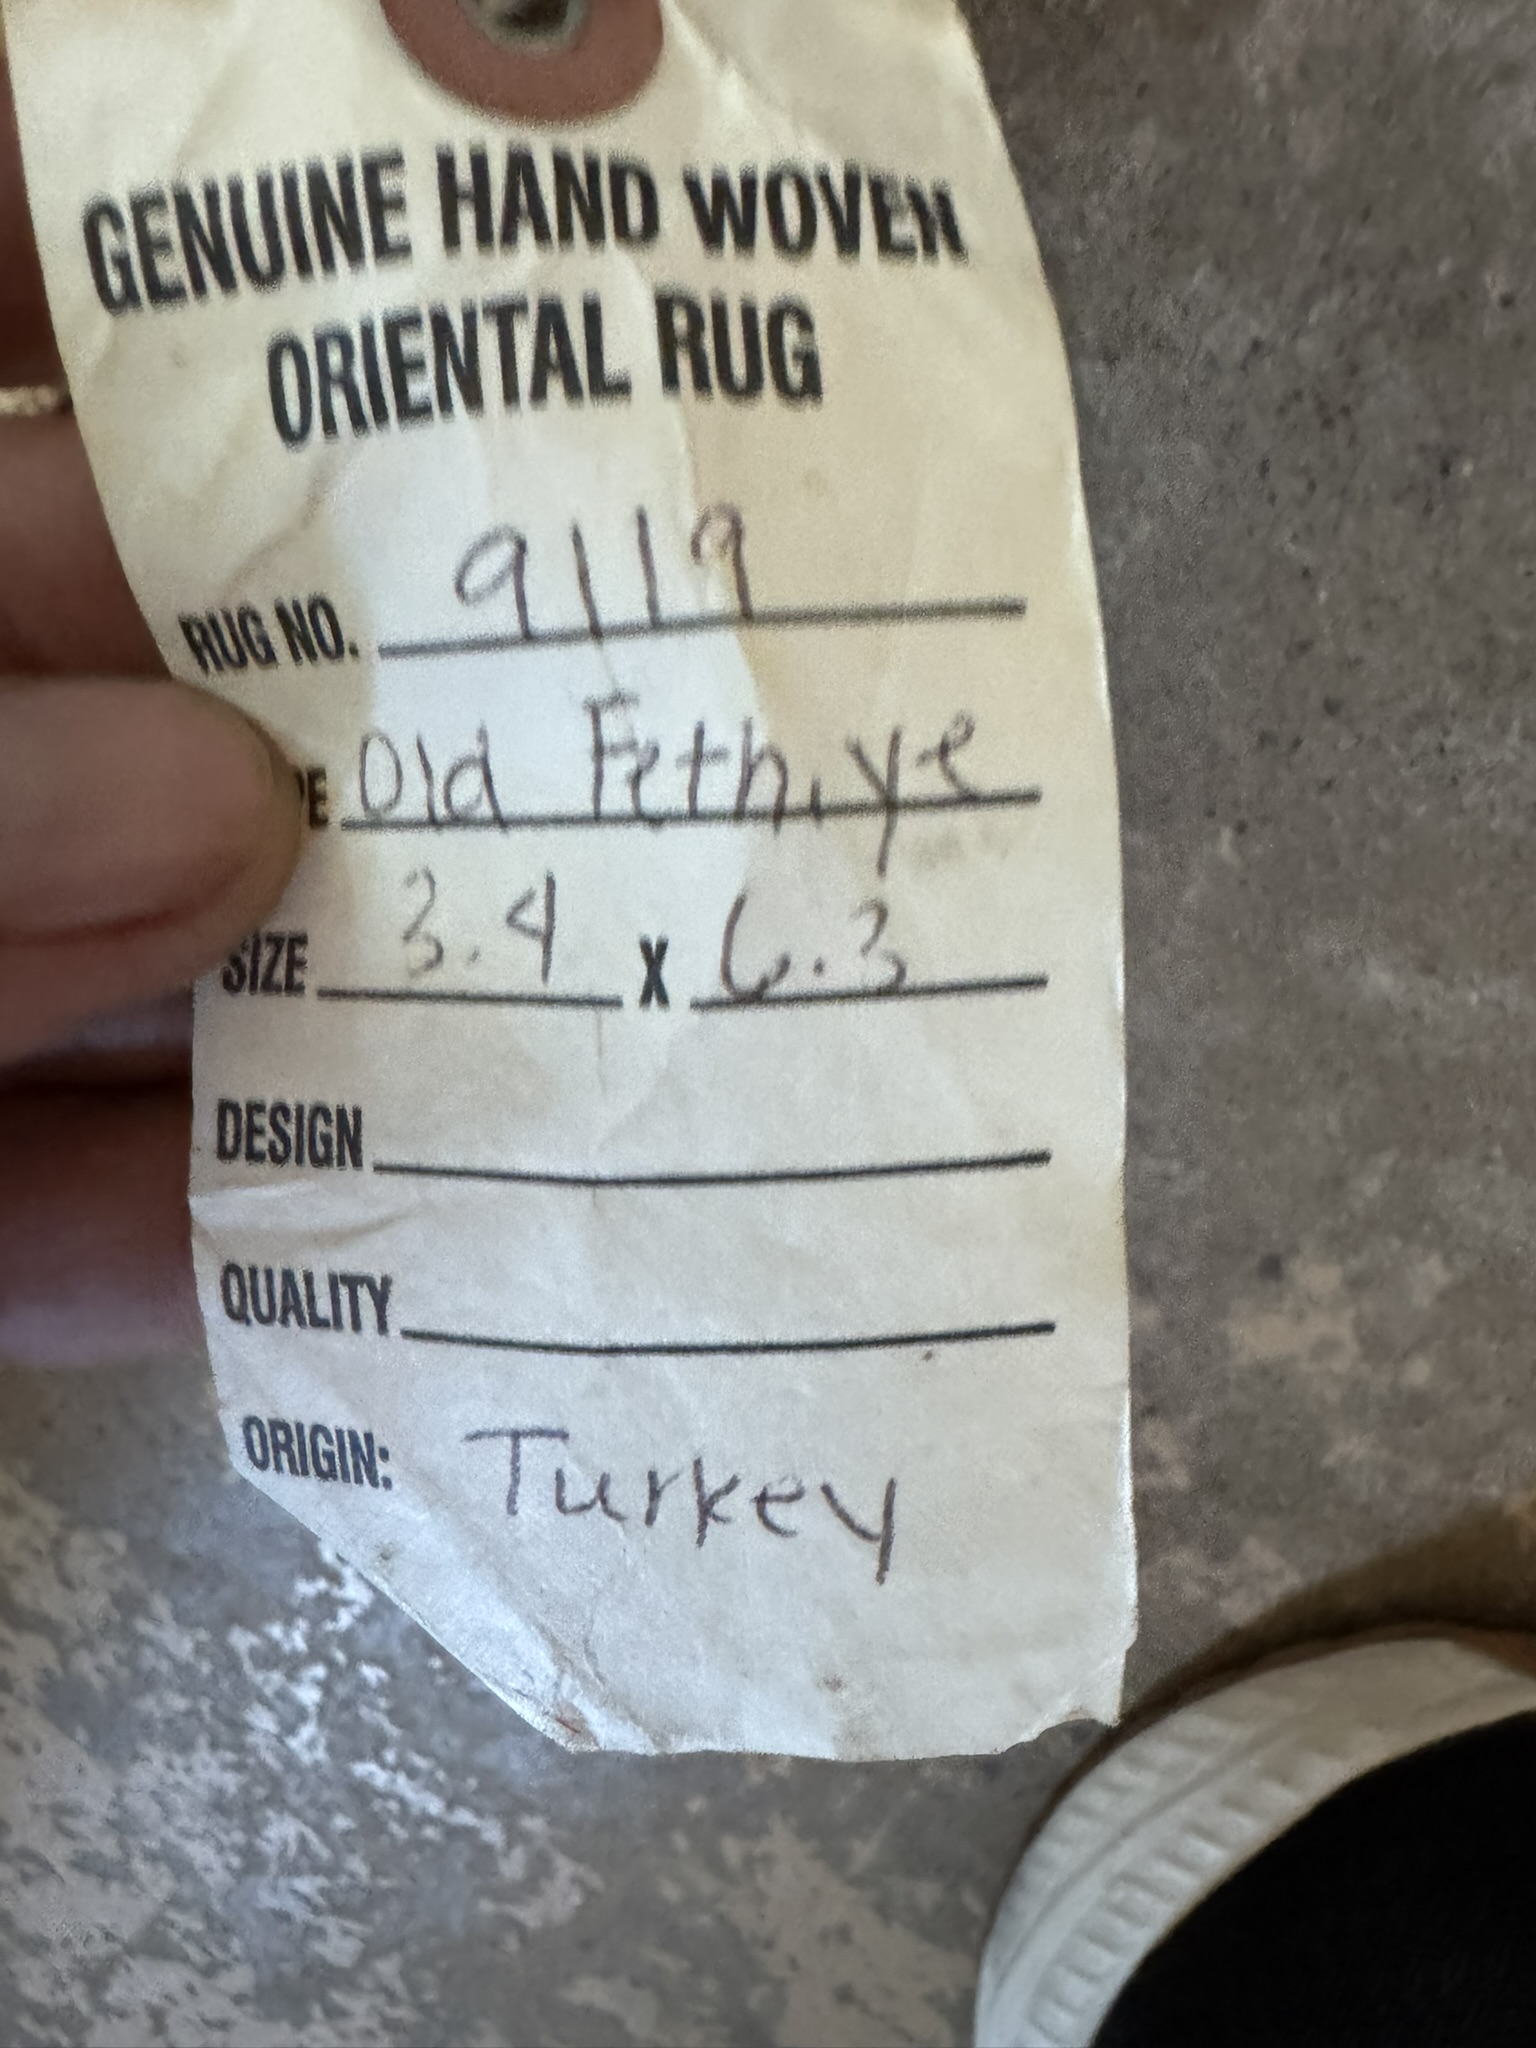 GENUINE HAND WOVEN
ORIENTAL RUG
RUG NO. 9119
Old Fethiye
SIZE 3.4 X 6.3
DESIGN
QUALITY
ORIGIN: Turkey